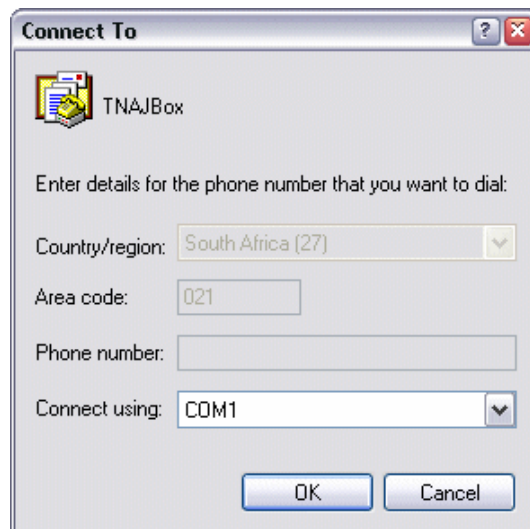 Connect To
TNAJBox
Enter details for the phone number that you want to dial:
Country/region: South Africa (27)
Area code: 021
Phone number:
Connect using: COM1
OK Cancel